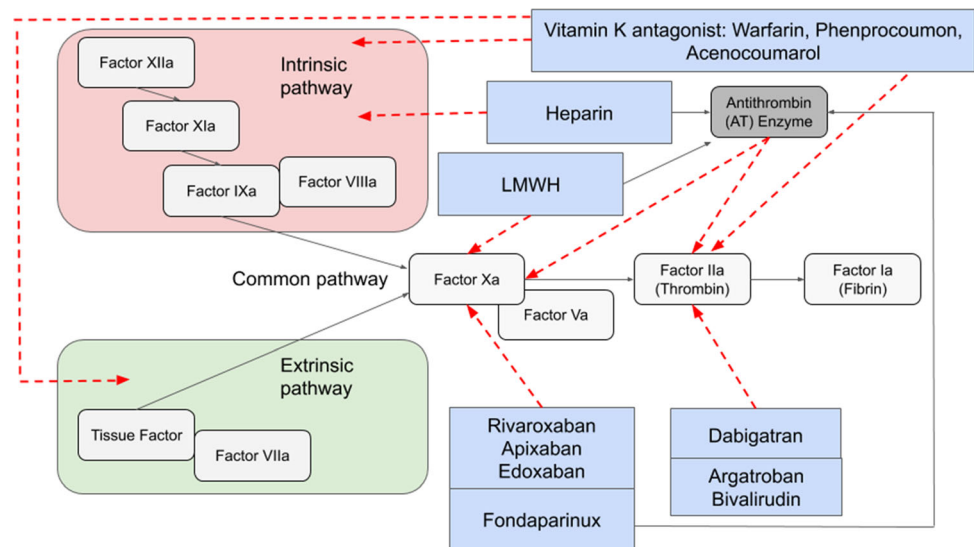 Vitamin K antagonist: Warfarin, Phenprocoumon,
Acenocoumarol
Factor XIIa
Intrinsic
pathway
Factor XIa
Heparin
Antithrombin
(AT) Enzyme
Factor IXa
Factor VIIIa
LMWH
Common pathway
Factor Xa
Factor IIa
(Thrombin)
Factor Ia
(Fibrin)
Factor Va
Extrinsic
pathway
Tissue Factor
Factor VIIa
Rivaroxaban
Apixaban
Edoxaban
Fondaparinux
Dabigatran
Argatroban
Bivalirudin